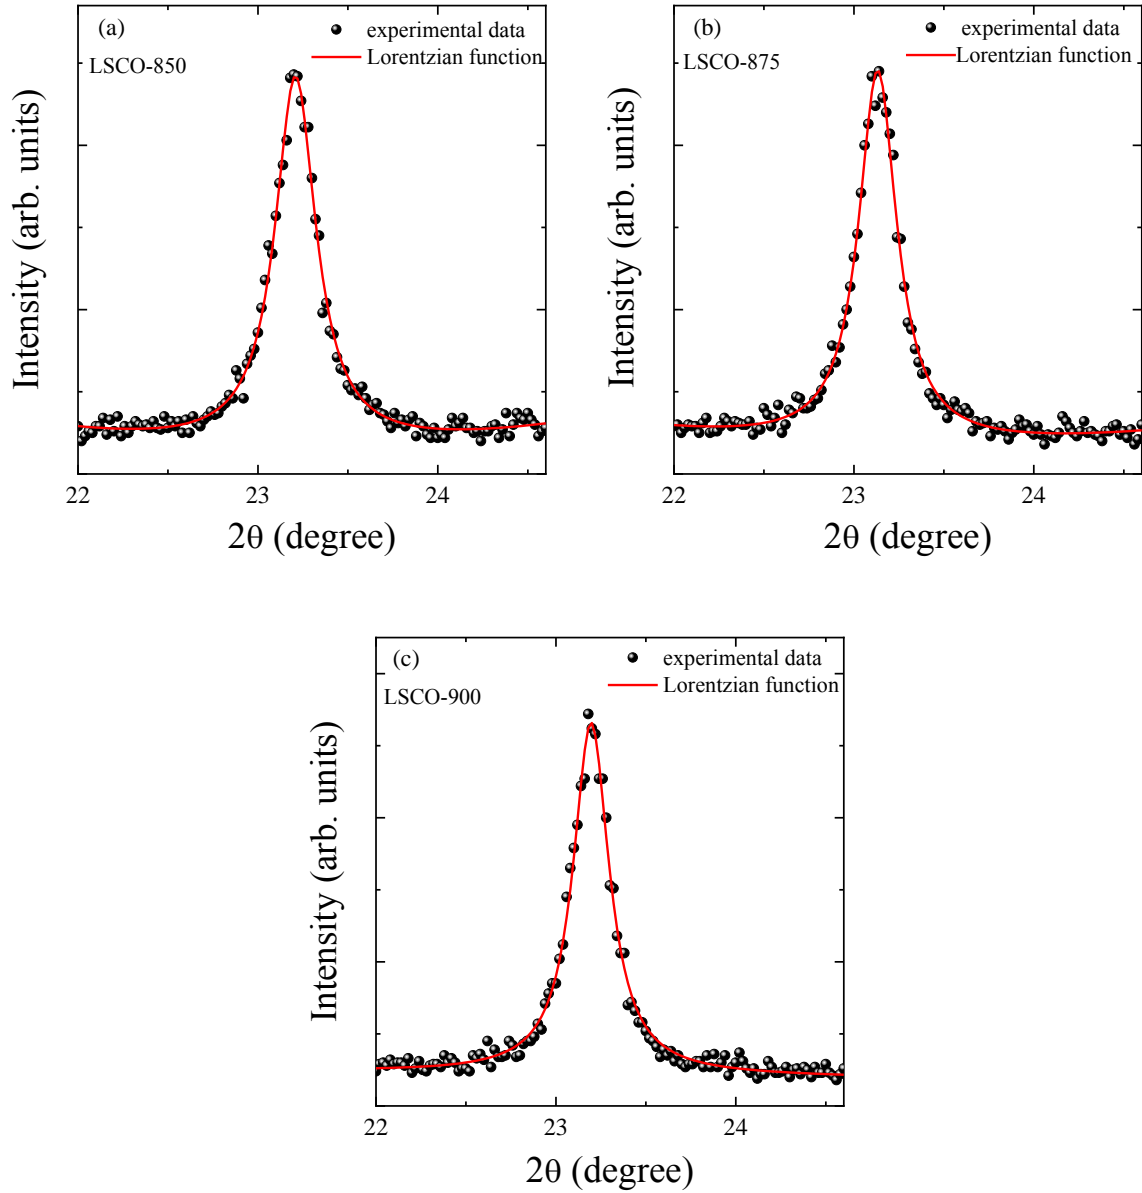 (a)
experimental data
LSCO-850
Lorentzian function
Intensity (arb. units)
22
23
24
2θ (degree)
(b)
experimental data
LSCO-875
Lorentzian function
Intensity (arb. units)
22
23
24
2θ (degree)
(c)
experimental data
LSCO-900
Lorentzian function
Intensity (arb. units)
22
23
24
2θ (degree)